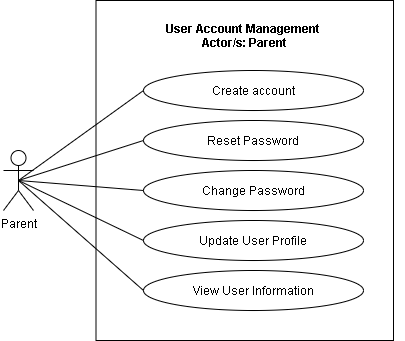 User Account Management
Actor/s: Parent
Create account
Reset Password
Change Password
Parent
Update User Profile
View User Information